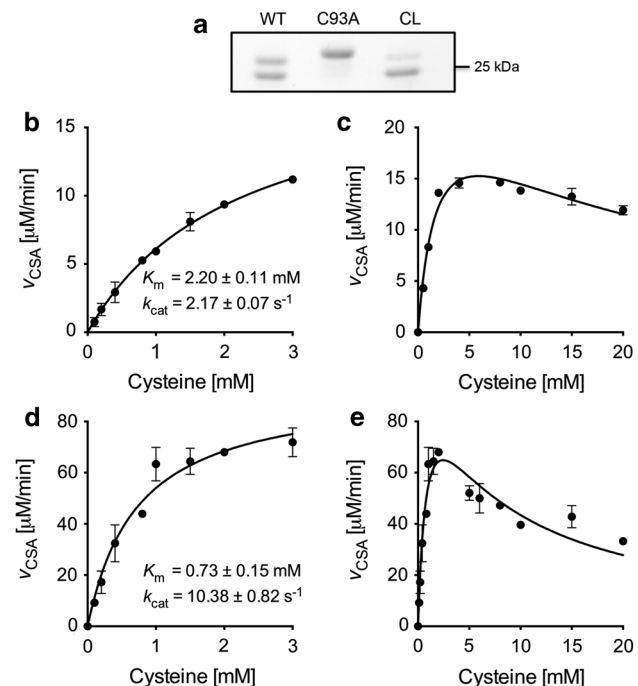 a
WT C93A CL
25 kDa
b
15
10
5
0
0 1 2 3
vCSA [μM/min]
Cysteine [mM]
Km = 2.20 ± 0.11 mM
kcat = 2.17 ± 0.07 s-1
c
20
15
10
5
0
0 5 10 15 20
vCSA [μM/min]
Cysteine [mM]
d
80
60
40
20
0
0 1 2 3
vCSA [μM/min]
Cysteine [mM]
Km = 0.73 ± 0.15 mM
kcat = 10.38 ± 0.82 s-1
e
80
60
40
20
0
0 5 10 15 20
vCSA [μM/min]
Cysteine [mM]